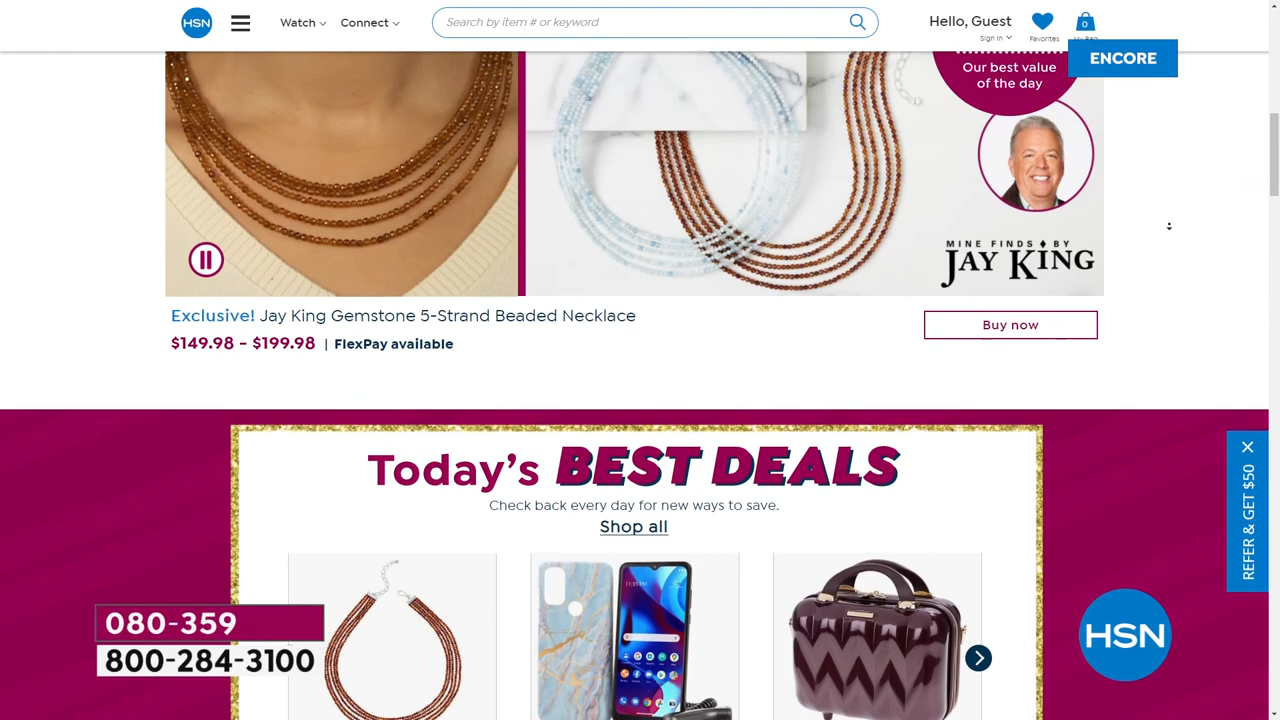 HSN
Watch
Connect
Search by item # or keyword
Hello, Guest
Sign In
Favorites
0
My Bag
ENCORE
Our best value
of the day
MINE FINDS BY
JAY KING
Exclusive! Jay King Gemstone 5-Strand Beaded Necklace
$149.98 - $199.98 | FlexPay available
Buy now
Today's BEST DEALS
Check back every day for new ways to save.
Shop all
REFER & GET $50
11:35 PM
080-359
800-284-3100
HSN